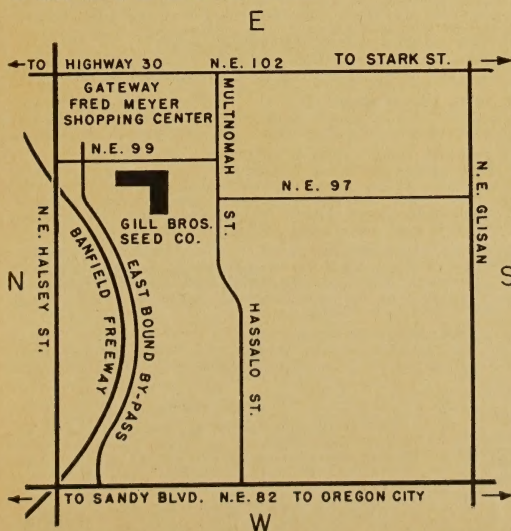 E
TO HIGHWAY 30 N.E. 102 TO STARK ST.
GATEWAY
FRED MEYER
SHOPPING CENTER
MULTNOMAH ST.
N.E. 99
N.E. 97
GILL BROS.
SEED CO.
N.E. HALSEY ST.
BANFIELD FREEWAY
EAST BOUND BY-PASS
HASSALO ST.
N.E. GLISAN
N
S
TO SANDY BLVD. N.E. 82 TO OREGON CITY
W